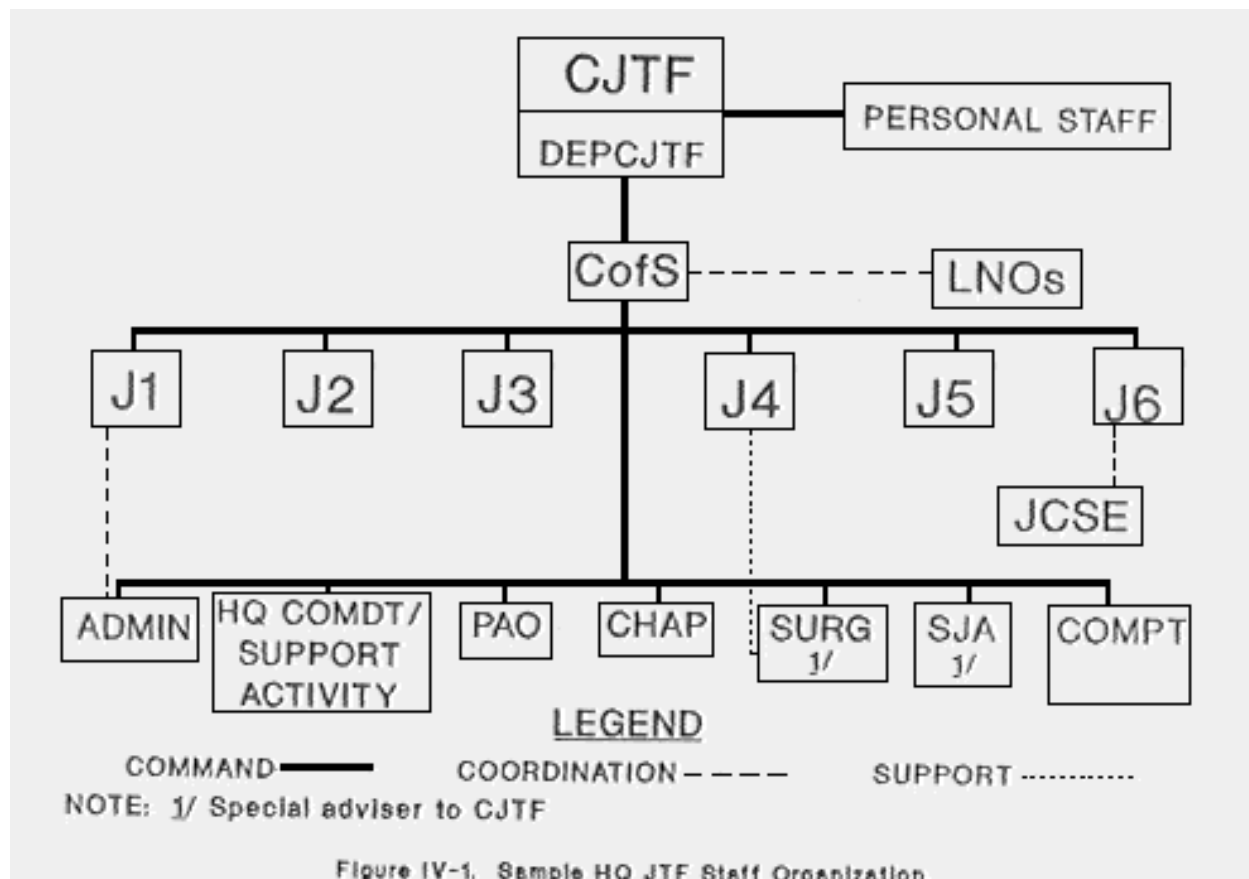 CJTF
DEPCJTF
PERSONAL STAFF
CofS
LNOs
J1
J2
J3
J4
J5
J6
JCSE
ADMIN
HQ COMDT/
SUPPORT
ACTIVITY
PAO
CHAP
SURG
1/
SJA
1/
COMPT
LEGEND
COMMAND
COORDINATION
SUPPORT
NOTE: 1/ Special adviser to CJTF
Figure IV-1. Sample HQ JTF Staff Organization